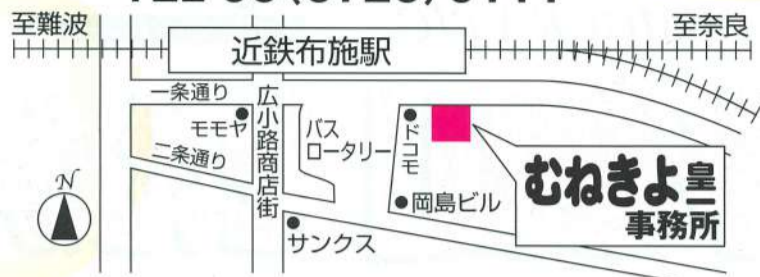 至難波
至奈良
近鉄布施駅
一条通り
モモヤ
二条通り
広小路商店街
バス
ロータリー
ドコモ
岡島ビル
サンクス
むねきよ皇一
事務所
N